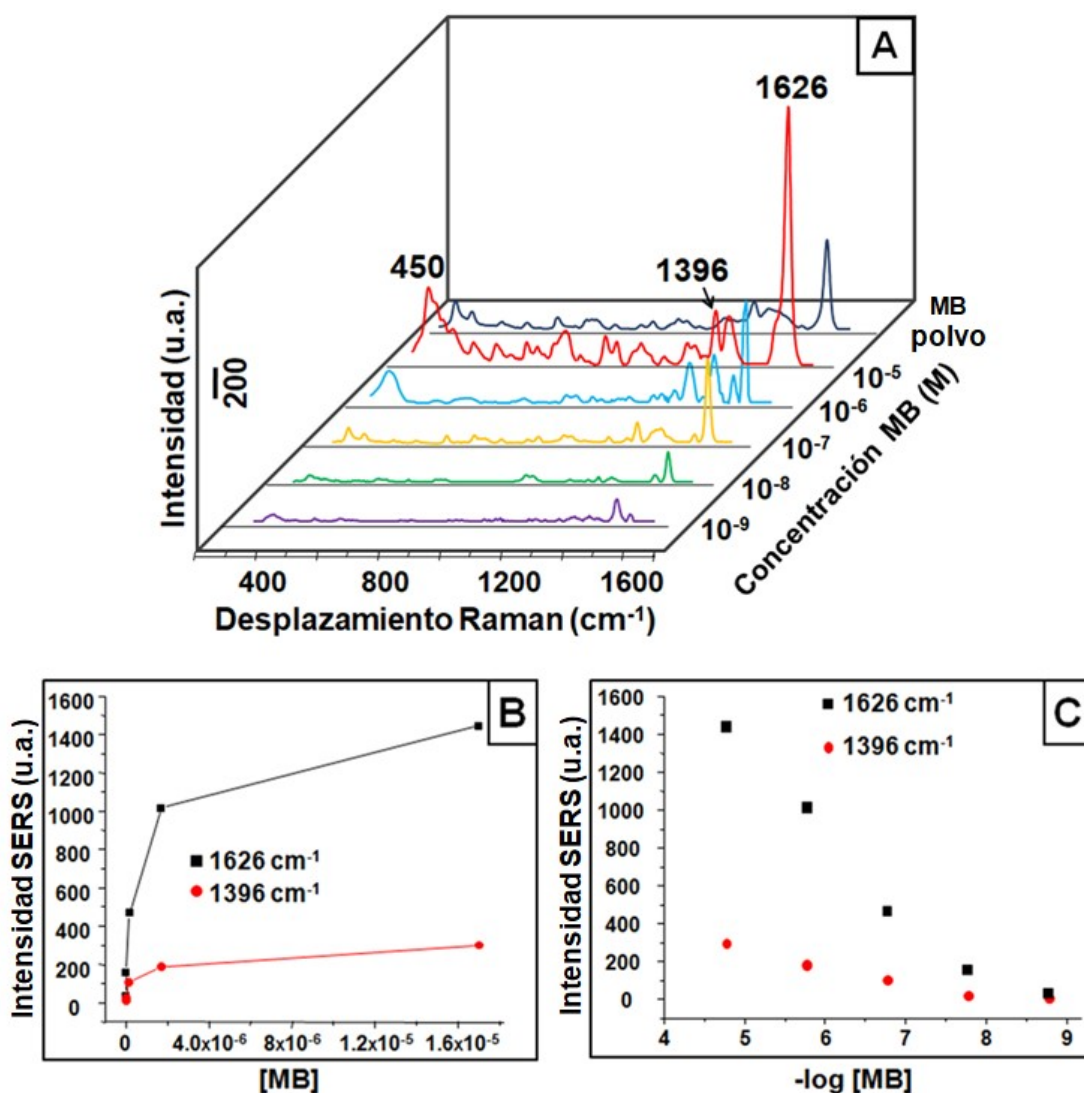 A
1626
450
1396
MB
polvo
10-5
10-6
10-7
10-8
10-9
Concentración MB (M)
Intensidad (u.a.)
200
400 800 1200 1600
Desplazamiento Raman (cm-1)
B
1600
1400
1200
1000
800
600
400
200
0
Intensidad SERS (u.a.)
1626 cm-1
1396 cm-1
0 4.0x10-6 8x10-6 1.2x10-5 1.6x10-5
[MB]
C
1626 cm-1
1396 cm-1
1600
1400
1200
1000
800
600
400
200
0
Intensidad SERS (u.a.)
4 5 6 7 8 9
-log [MB]